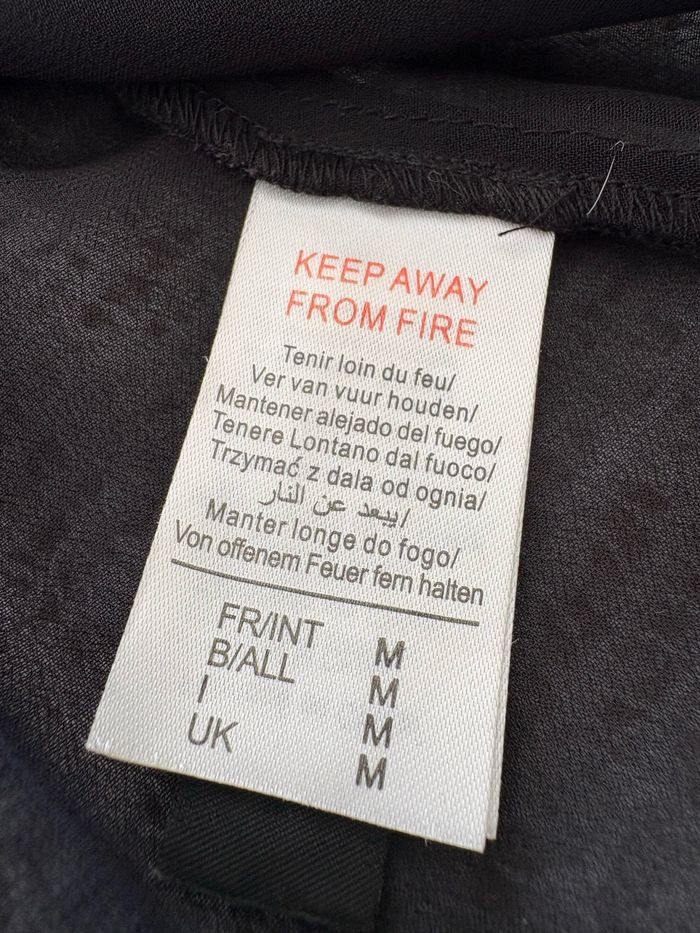 KEEP AWAY
FROM FIRE
Tenir loin du feu/
Ver van vuur houden/
Mantener alejado del fuego/
Tenere Lontano dal fuoco/
Trzymać z dala od ognia/
يبعد عن النار/
Manter longe do fogo/
Von offenem Feuer fern halten
FR/INT M
B/ALL M
I M
UK M